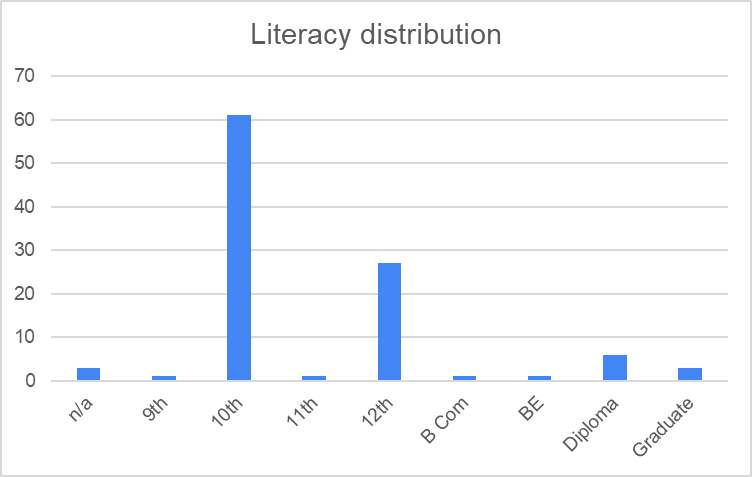 Literacy distribution
70
60
50
40
30
20
10
0
n/a
9th
10th
11th
12th
B Com
BE
Diploma
Graduate